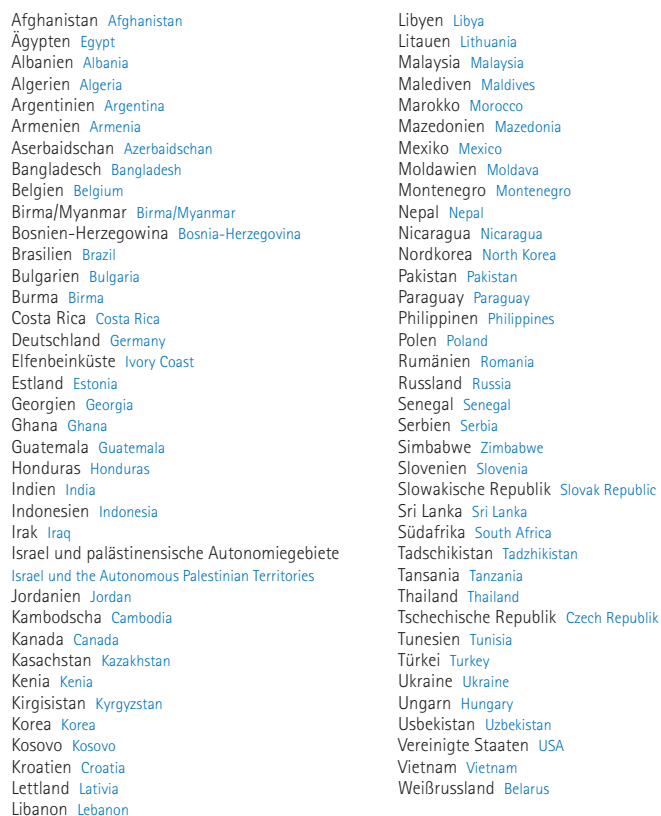 Afghanistan Afghanistan
Ägypten Egypt
Albanien Albania
Algerien Algeria
Argentinien Argentina
Armenien Armenia
Aserbaidschan Azerbaidschan
Bangladesch Bangladesh
Belgien Belgium
Birma/Myanmar Birma/Myanmar
Bosnien-Herzegowina Bosnia-Herzegovina
Brasilien Brazil
Bulgarien Bulgaria
Burma Birma
Costa Rica Costa Rica
Deutschland Germany
Elfenbeinküste Ivory Coast
Estland Estonia
Georgien Georgia
Ghana Ghana
Guatemala Guatemala
Honduras Honduras
Indien India
Indonesien Indonesia
Irak Iraq
Israel und palästinensische Autonomiegebiete
Israel und the Autonomous Palestinian Territories
Jordanien Jordan
Kambodscha Cambodia
Kanada Canada
Kasachstan Kazakhstan
Kenia Kenia
Kirgisistan Kyrgyzstan
Korea Korea
Kosovo Kosovo
Kroatien Croatia
Lettland Lativia
Libanon Lebanon
Libyen Libya
Litauen Lithuania
Malaysia Malaysia
Malediven Maldives
Marokko Morocco
Mazedonien Mazedonia
Mexiko Mexico
Moldawien Moldava
Montenegro Montenegro
Nepal Nepal
Nicaragua Nicaragua
Nordkorea North Korea
Pakistan Pakistan
Paraguay Paraguay
Philippinen Philippines
Polen Poland
Rumänien Romania
Russland Russia
Senegal Senegal
Serbien Serbia
Simbabwe Zimbabwe
Slovenien Slovenia
Slowakische Republik Slovak Republic
Sri Lanka Sri Lanka
Südafrika South Africa
Tadschikistan Tadzhikistan
Tansania Tanzania
Thailand Thailand
Tschechische Republik Czech Republik
Tunesien Tunisia
Türkei Turkey
Ukraine Ukraine
Ungarn Hungary
Usbekistan Uzbekistan
Vereinigte Staaten USA
Vietnam Vietnam
Weißrussland Belarus